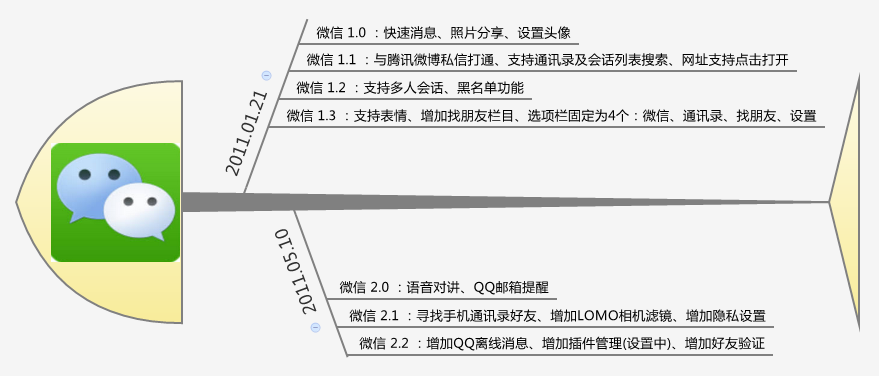 微信 1.0 ：快速消息、照片分享、设置头像
微信 1.1 ：与腾讯微博私信打通、支持通讯录及会话列表搜索、网址支持点击打开
微信 1.2 ：支持多人会话、黑名单功能
微信 1.3 ：支持表情、增加找朋友栏目、选项栏固定为4个：微信、通讯录、找朋友、设置
2011.01.21
2011.05.10
微信 2.0 ：语音对讲、QQ邮箱提醒
微信 2.1 ：寻找手机通讯录好友、增加LOMO相机滤镜、增加隐私设置
微信 2.2 ：增加QQ离线消息、增加插件管理(设置中)、增加好友验证